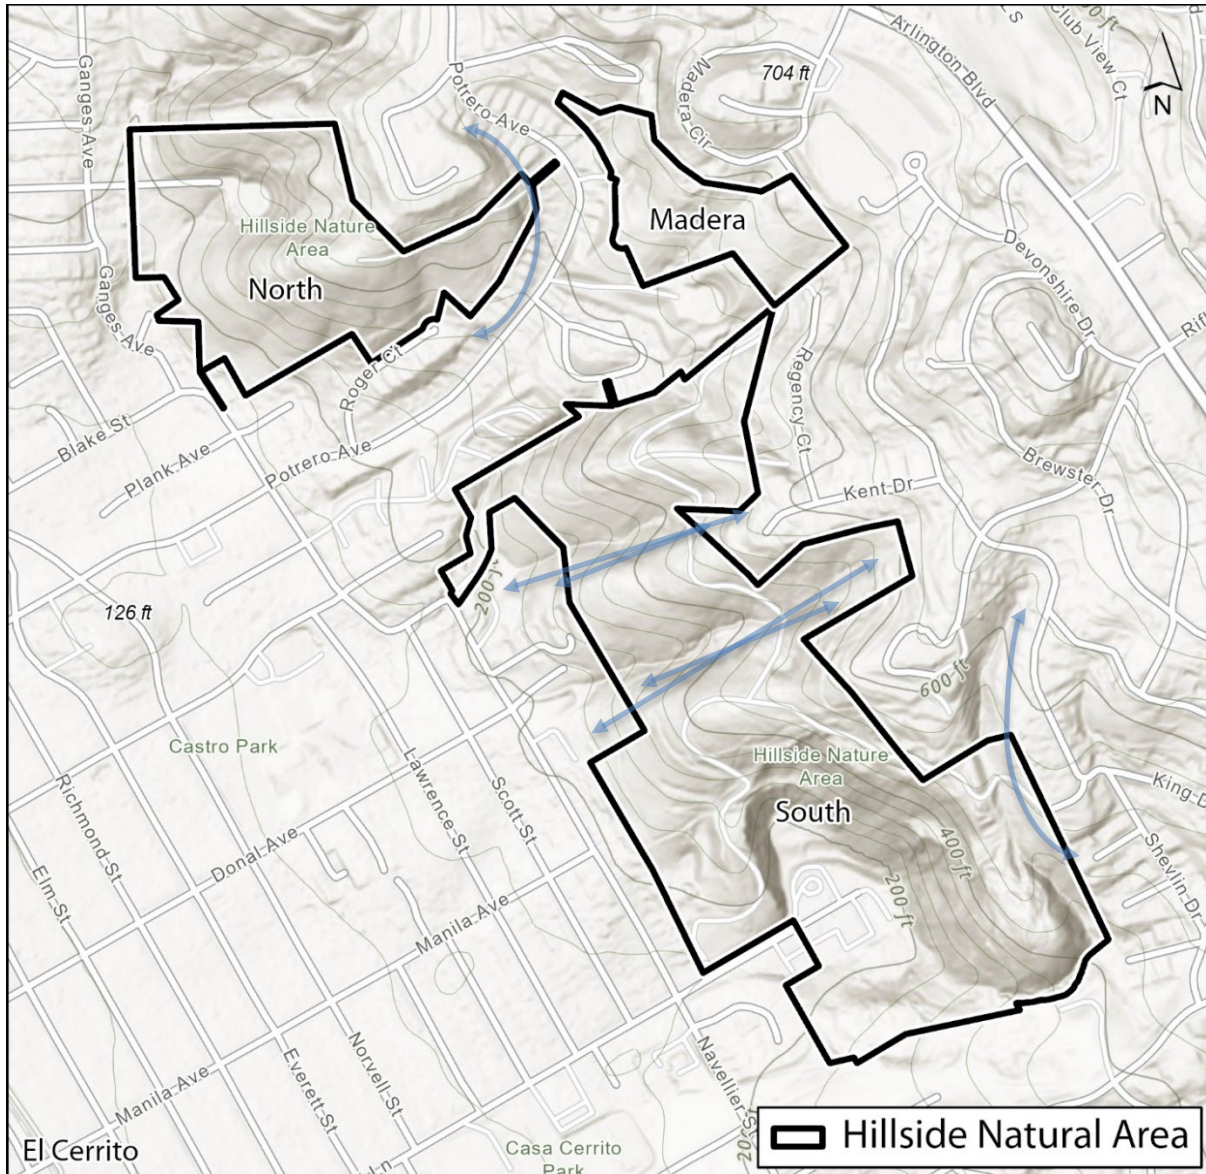 Arlington Blvd
Club View Ct
Ganges Ave
Potrero Ave
Madera Cir
704 ft
N
Madera
Hillside Nature
Area
North
Devonshire Dr
Ganges Ave
Roger Ct
Regency Ct
Blake St
Plank Ave
Potrero Ave
Kent Dr
Brewster Dr
126 ft
600 ft
Castro Park
Hillside Nature
Area
South
Lawrence St
Scott St
Richmond St
King D
Shevlin Dr
Donal Ave
400 ft
200 ft
Elm St
Manila Ave
Norvell St
Everett St
Manila Ave
Navellier St
El Cerrito
Casa Cerrito
Park
Hillside Natural Area